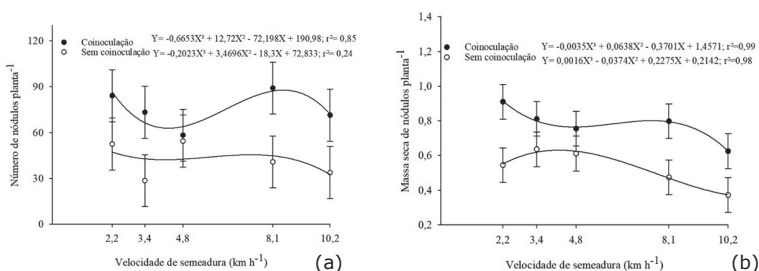 Coinoculação Y= -0,6653X³ + 12,72X² - 72,198X + 190,98; r²= 0,85
Sem coinoculação Y= -0,2023X³ + 3,4696X² - 18,3X + 72,833; r²= 0,24
Número de nódulos planta⁻¹
120
90
60
30
0
2,2 3,4 4,8 8,1 10,2
Velocidade de semeadura (km h⁻¹)
(a)
Coinoculação Y= -0,0035X³ + 0,0638X² - 0,3701X + 1,4571; r²=0,99
Sem coinoculação Y= 0,0016X³ - 0,0374X² + 0,2275X + 0,2142; r²=0,98
Massa seca de nódulos planta⁻¹
1,4
1,2
1,0
0,8
0,6
0,4
0,2
2,2 3,4 4,8 8,1 10,2
Velocidade de semeadura (km h⁻¹)
(b)